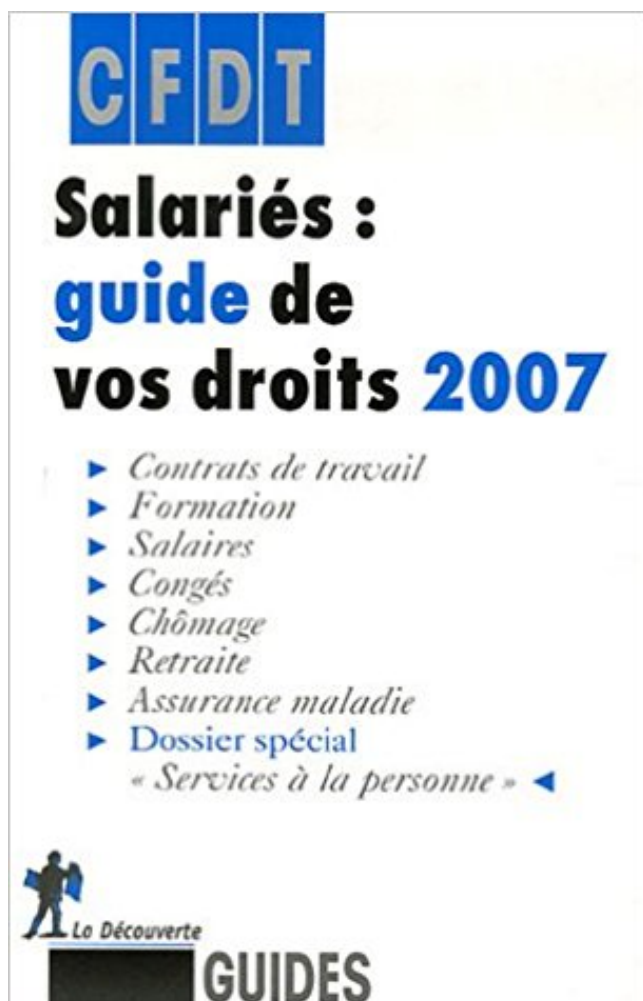 CFDT
Salariés :
guide de
vos droits 2007
► Contrats de travail
► Formation
► Salaires
► Congés
► Chômage
► Retraite
► Assurance maladie
► Dossier spécial
« Services à la personne » ◄
La Découverte
GUIDES